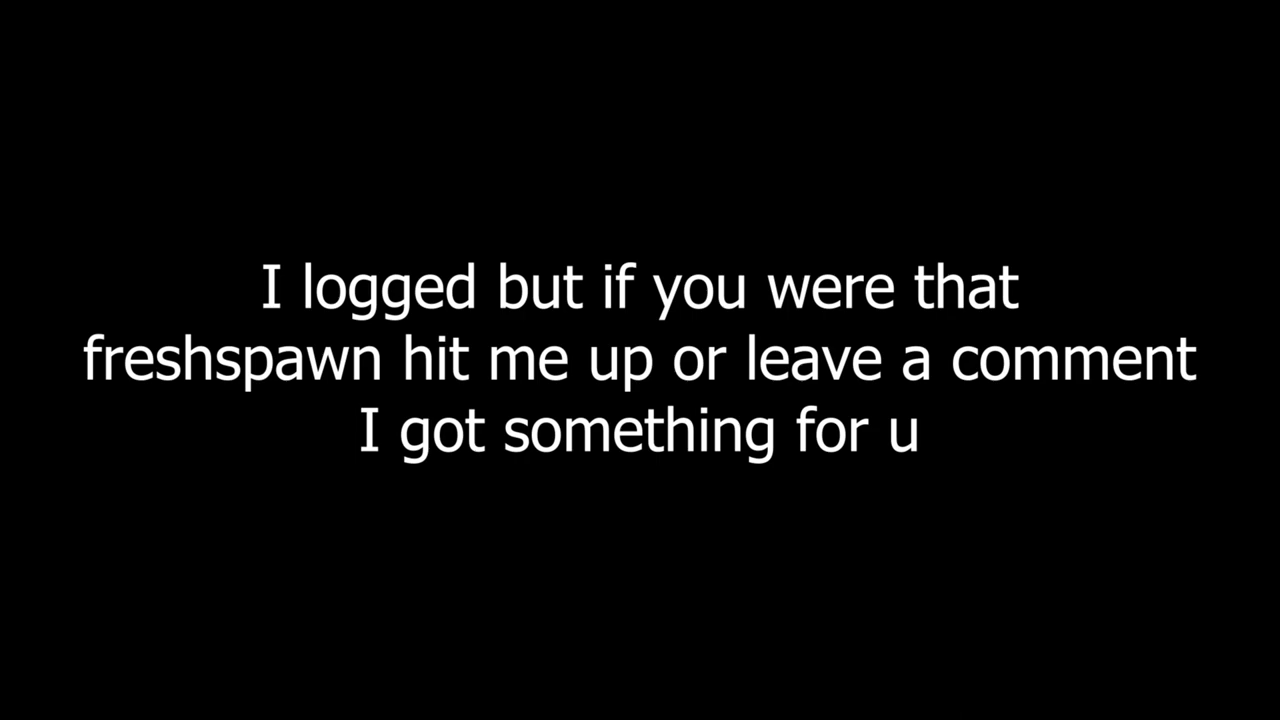 I logged but if you were that
freshspawn hit me up or leave a comment
I got something for u